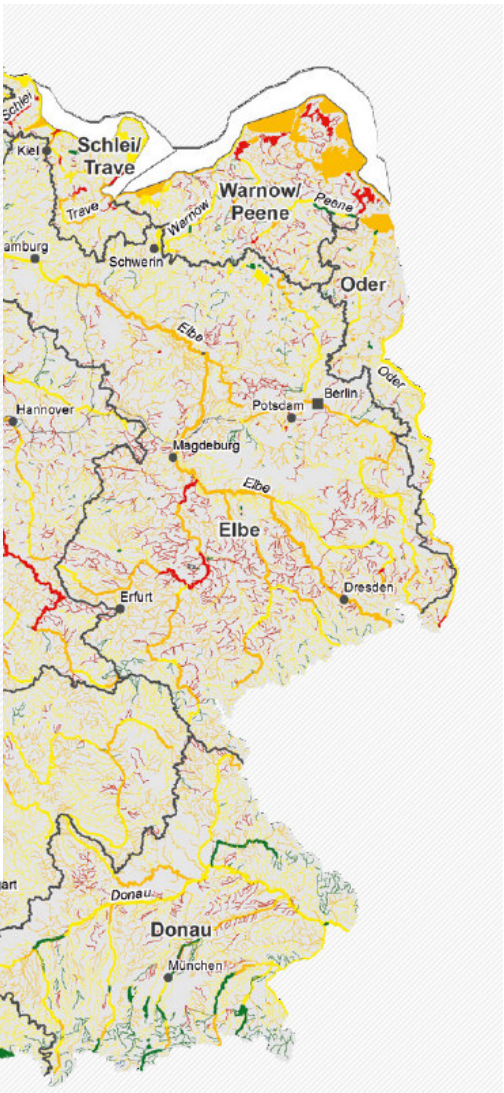 Schlei
Kiel
Schlei/
Trave
Trave
Warnow/
Peene
Peene
Warnow
amburg
Schwerin
Oder
Elbe
Oder
Hannover
Potsdam
Berlin
Magdeburg
Elbe
Elbe
Erfurt
Dresden
art
Donau
Donau
München